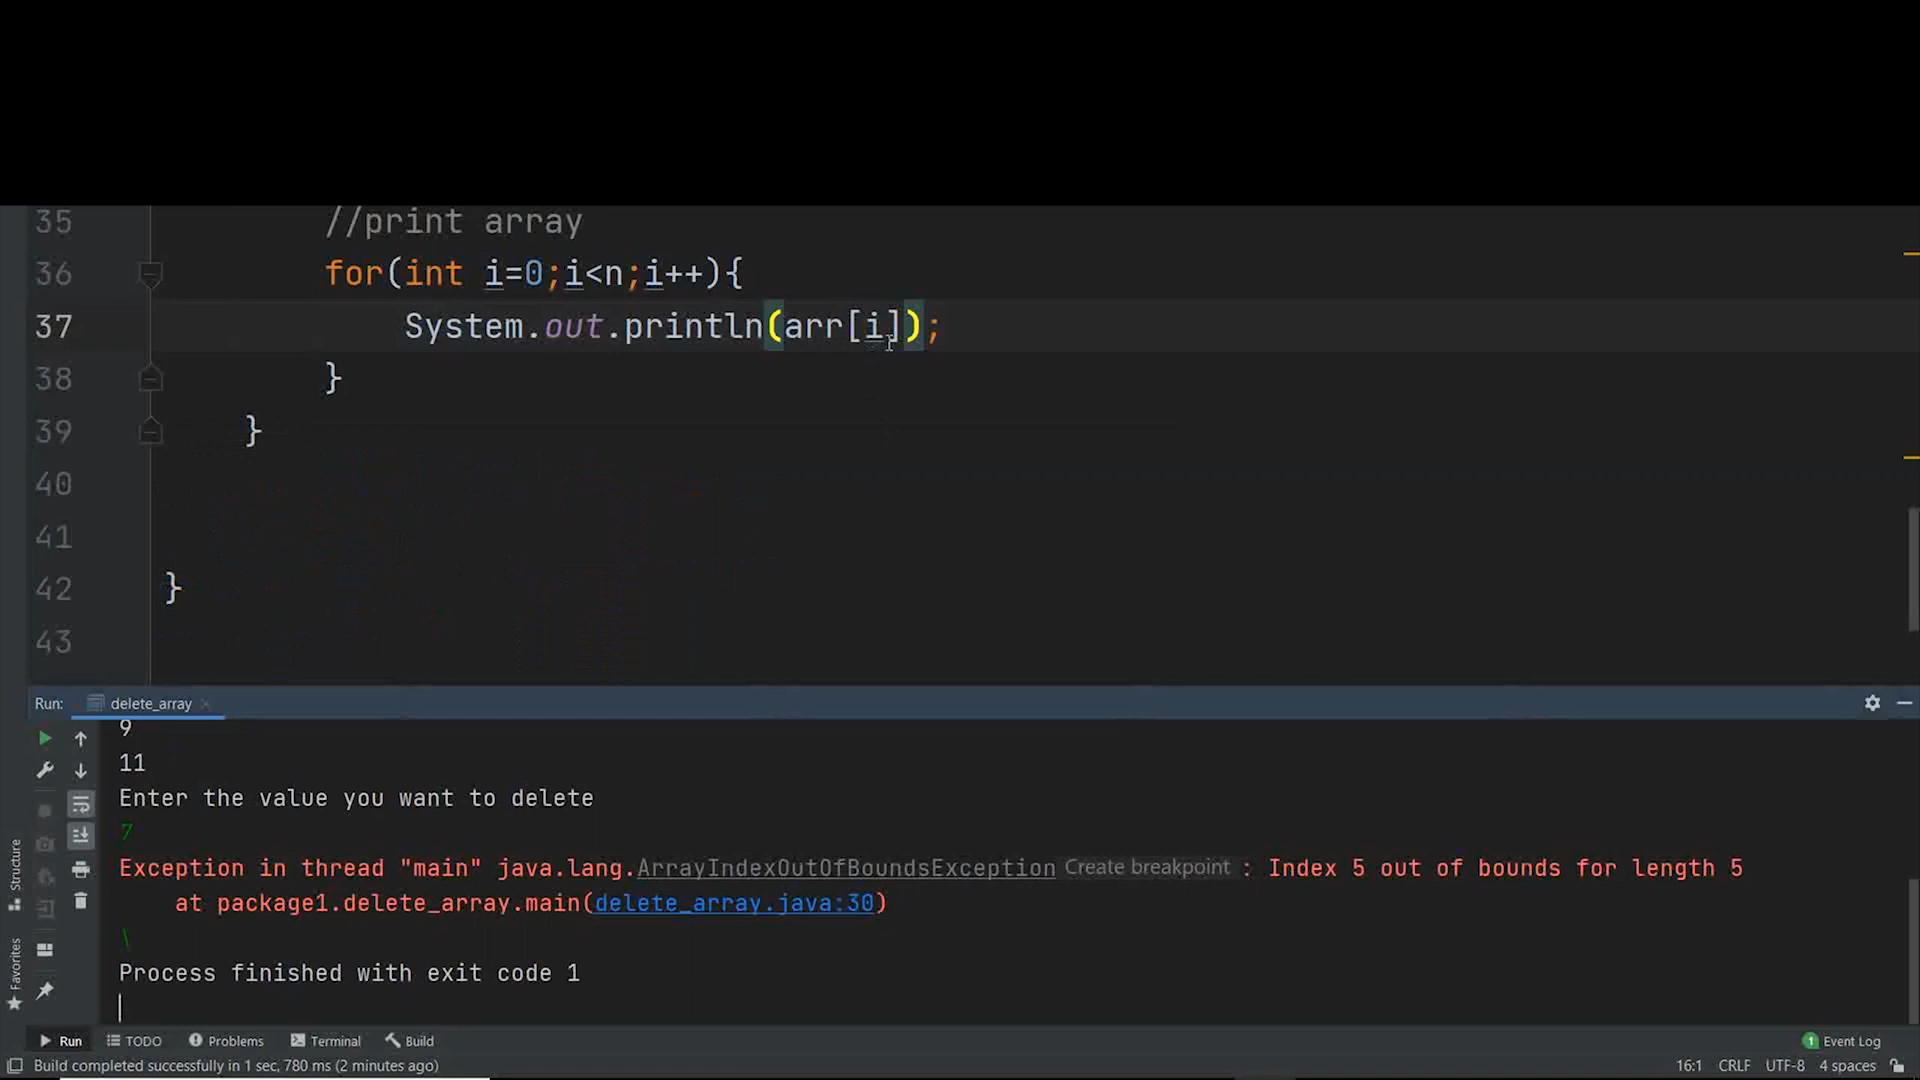 35 //print array
36 for(int i=0;i<n;i++){
37 System.out.println(arr[i]);
38 }
39 }
40
41
42 }
43
Run: delete_array
9
11
Enter the value you want to delete
7
Exception in thread "main" java.lang.ArrayIndexOutOfBoundsException Create breakpoint : Index 5 out of bounds for length 5
at package1.delete_array.main(delete_array.java:30)
\
Process finished with exit code 1
Structure
Favorites
Run TODO Problems Terminal Build 1 Event Log
Build completed successfully in 1 sec, 780 ms (2 minutes ago) 16:1 CRLF UTF-8 4 spaces